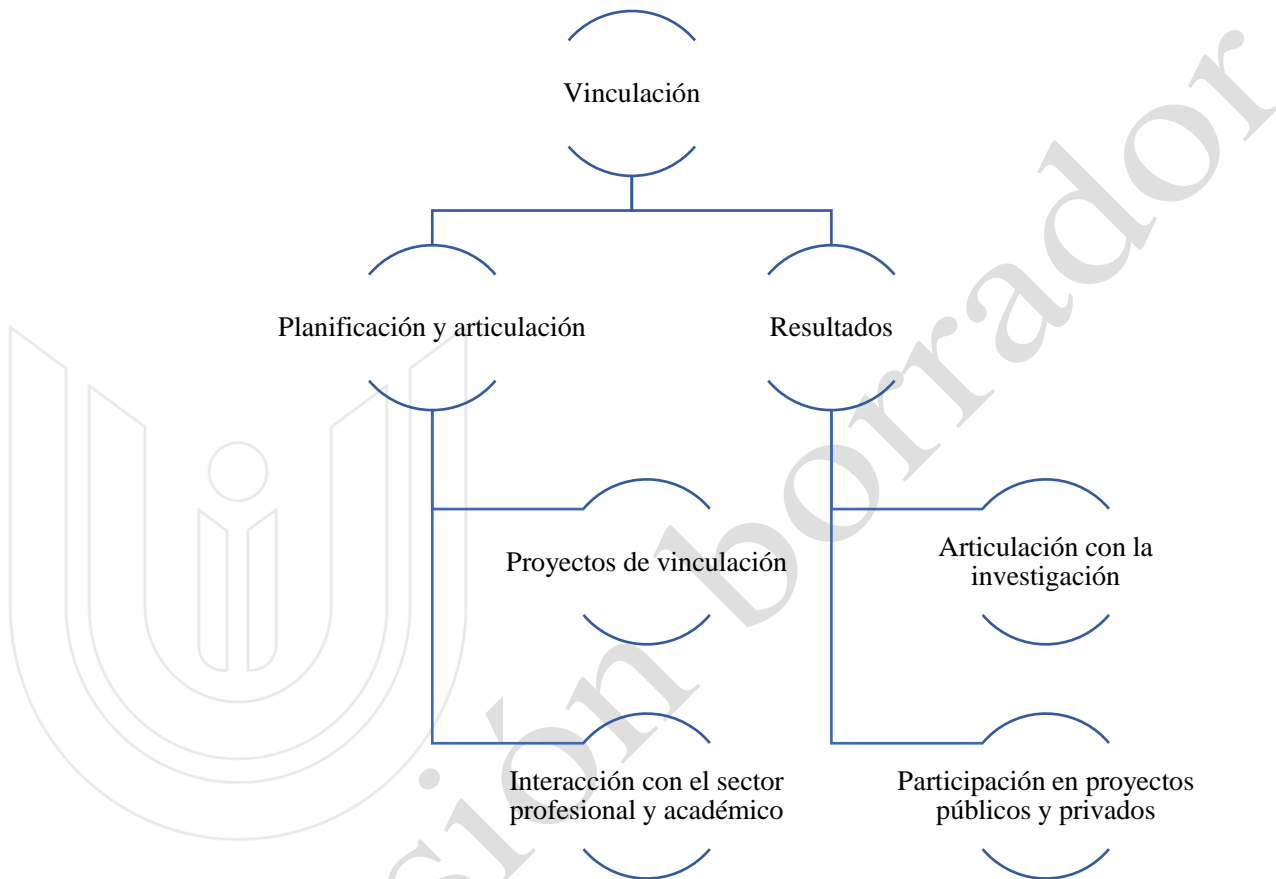 Vinculación
Planificación y articulación
Resultados
Proyectos de vinculación
Articulación con la
investigación
Interacción con el sector
profesional y académico
Participación en proyectos
públicos y privados
sión borrador